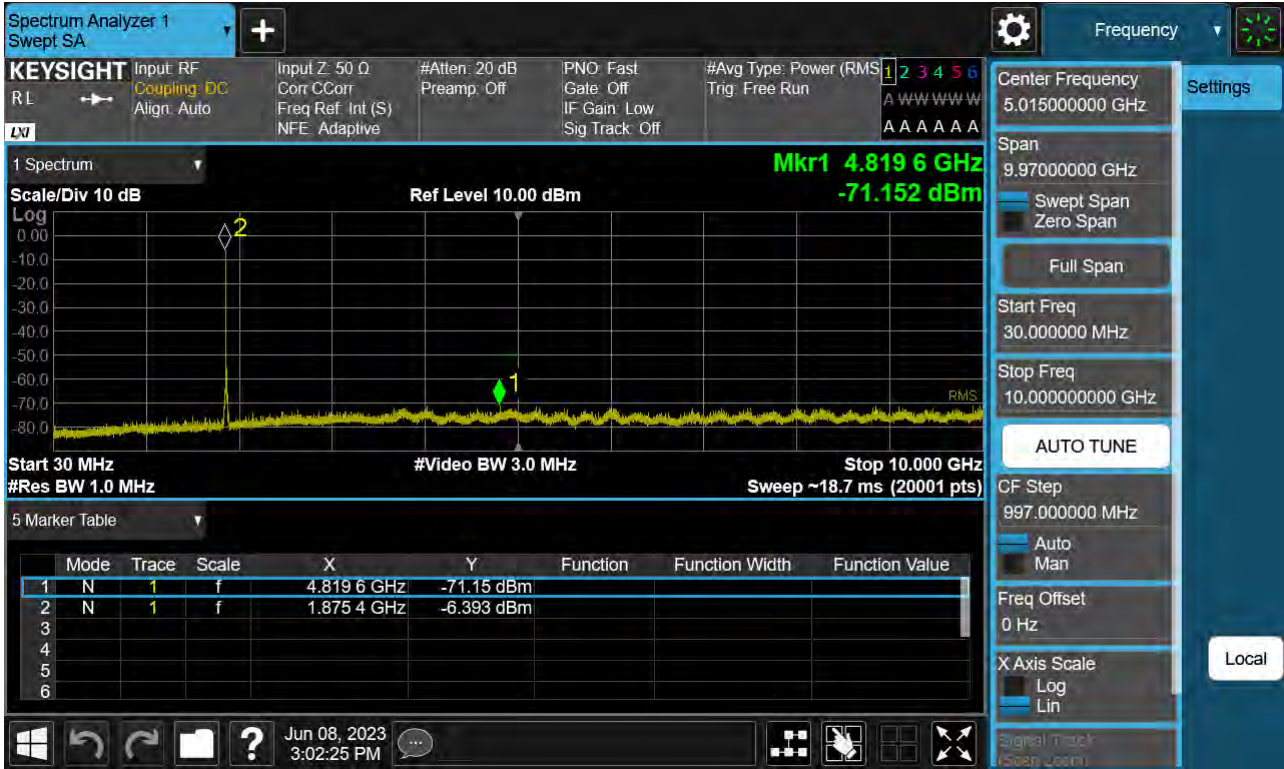 Spectrum Analyzer 1
Swept SA
+
Frequency
KEYSIGHT
R L
LXI
Input: RF
Coupling: DC
Align: Auto
Input Z: 50 Ω
Corr CCorr
Freq Ref: Int (S)
NFE: Adaptive
#Atten: 20 dB
Preamp: Off
PNO: Fast
Gate: Off
IF Gain: Low
Sig Track: Off
#Avg Type: Power (RMS
Trig: Free Run
1 2 3 4 5 6
A W W W W W
A A A A A A
1 Spectrum
Scale/Div 10 dB
Ref Level 10.00 dBm
Mkr1 4.819 6 GHz
-71.152 dBm
Log
0.00
-10.0
-20.0
-30.0
-40.0
-50.0
-60.0
-70.0
-80.0
2
1
RMS
Start 30 MHz
#Video BW 3.0 MHz
Stop 10.000 GHz
#Res BW 1.0 MHz
Sweep ~18.7 ms (20001 pts)
5 Marker Table
Mode Trace Scale X Y Function Function Width Function Value
1 N 1 f 4.819 6 GHz -71.15 dBm
2 N 1 f 1.875 4 GHz -6.393 dBm
3
4
5
6
Center Frequency
5.015000000 GHz
Settings
Span
9.97000000 GHz
Swept Span
Zero Span
Full Span
Start Freq
30.000000 MHz
Stop Freq
10.000000000 GHz
AUTO TUNE
CF Step
997.000000 MHz
Auto
Man
Freq Offset
0 Hz
X Axis Scale
Log
Lin
Signal Track
(Span Zoom)
Local
?
Jun 08, 2023
3:02:25 PM